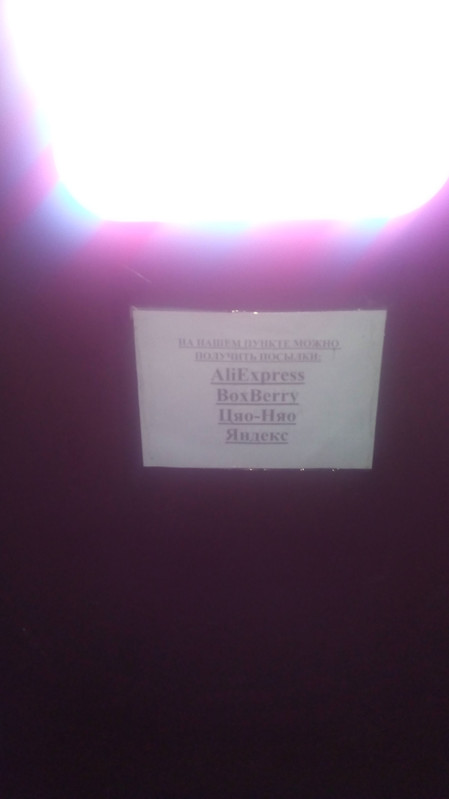 НА НАШЕМ ПУНКТЕ МОЖНО
ПОЛУЧИТЬ ПОСЫЛКИ:
AliExpress
BoxBerry
Цяо-Няо
Яндекс